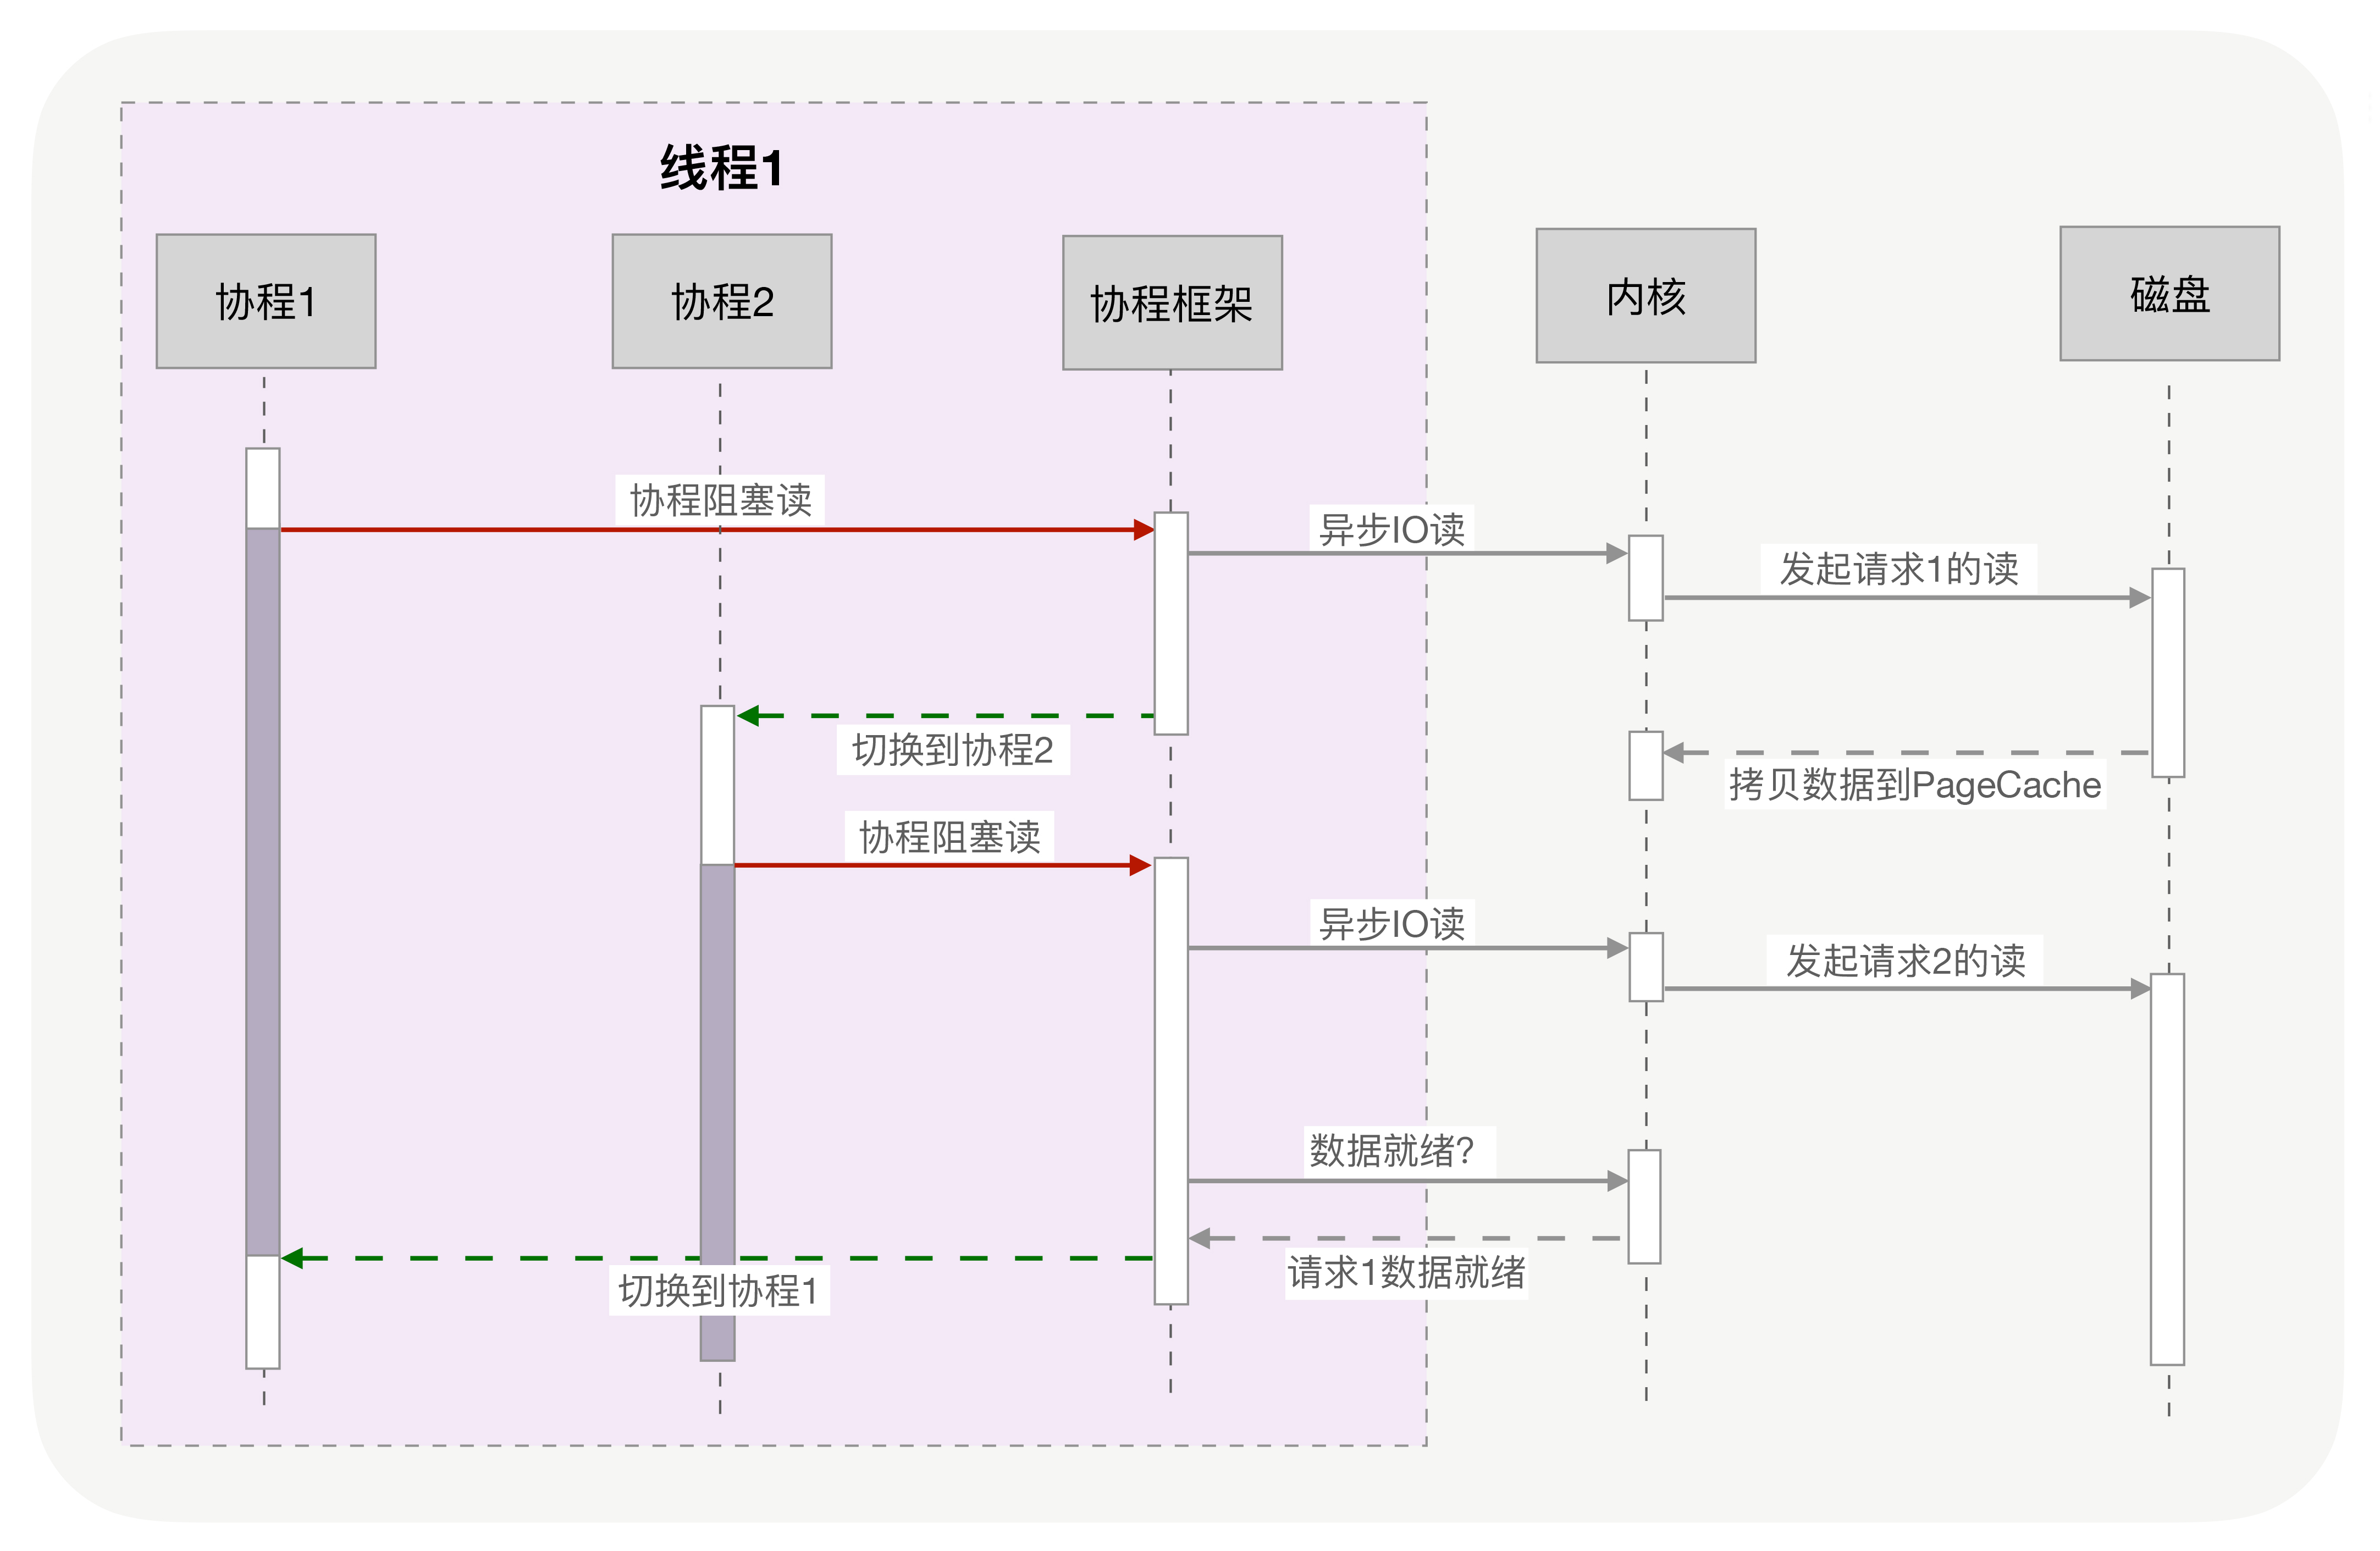 线程1
协程1
协程2
协程框架
内核
磁盘
协程阻塞读
异步IO读
发起请求1的读
切换到协程2
拷贝数据到PageCache
协程阻塞读
异步IO读
发起请求2的读
数据就绪?
请求1数据就绪
切换到协程1